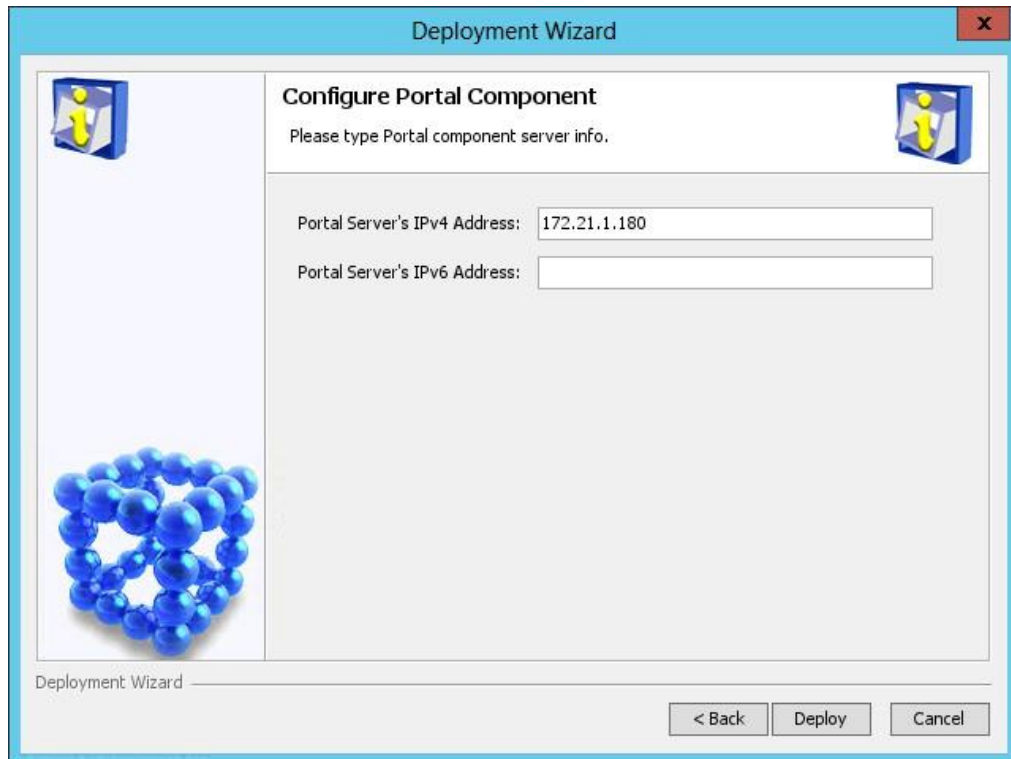 Deployment Wizard
x
Configure Portal Component
Please type Portal component server info.
Portal Server's IPv4 Address: 172.21.1.180
Portal Server's IPv6 Address:
Deployment Wizard
< Back Deploy Cancel